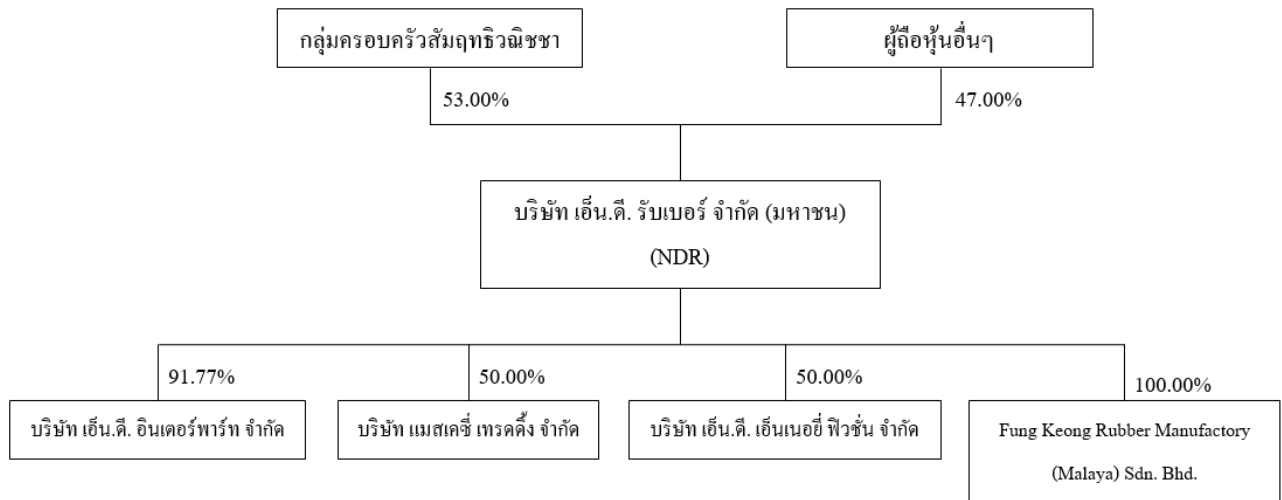 กลุ่มครอบครัวสัมฤทธิวณิชชา
ผู้ถือหุ้นอื่นๆ
53.00%
47.00%
บริษัท เอ็น.ดี. รับเบอร์ จำกัด (มหาชน)
(NDR)
91.77%
50.00%
50.00%
100.00%
บริษัท เอ็น.ดี. อินเตอร์พาร์ท จำกัด
บริษัท แมสเคซี่ เทรดดิ้ง จำกัด
บริษัท เอ็น.ดี. เอ็นเนอยี่ ฟิวชั่น จำกัด
Fung Keong Rubber Manufactory
(Malaya) Sdn. Bhd.